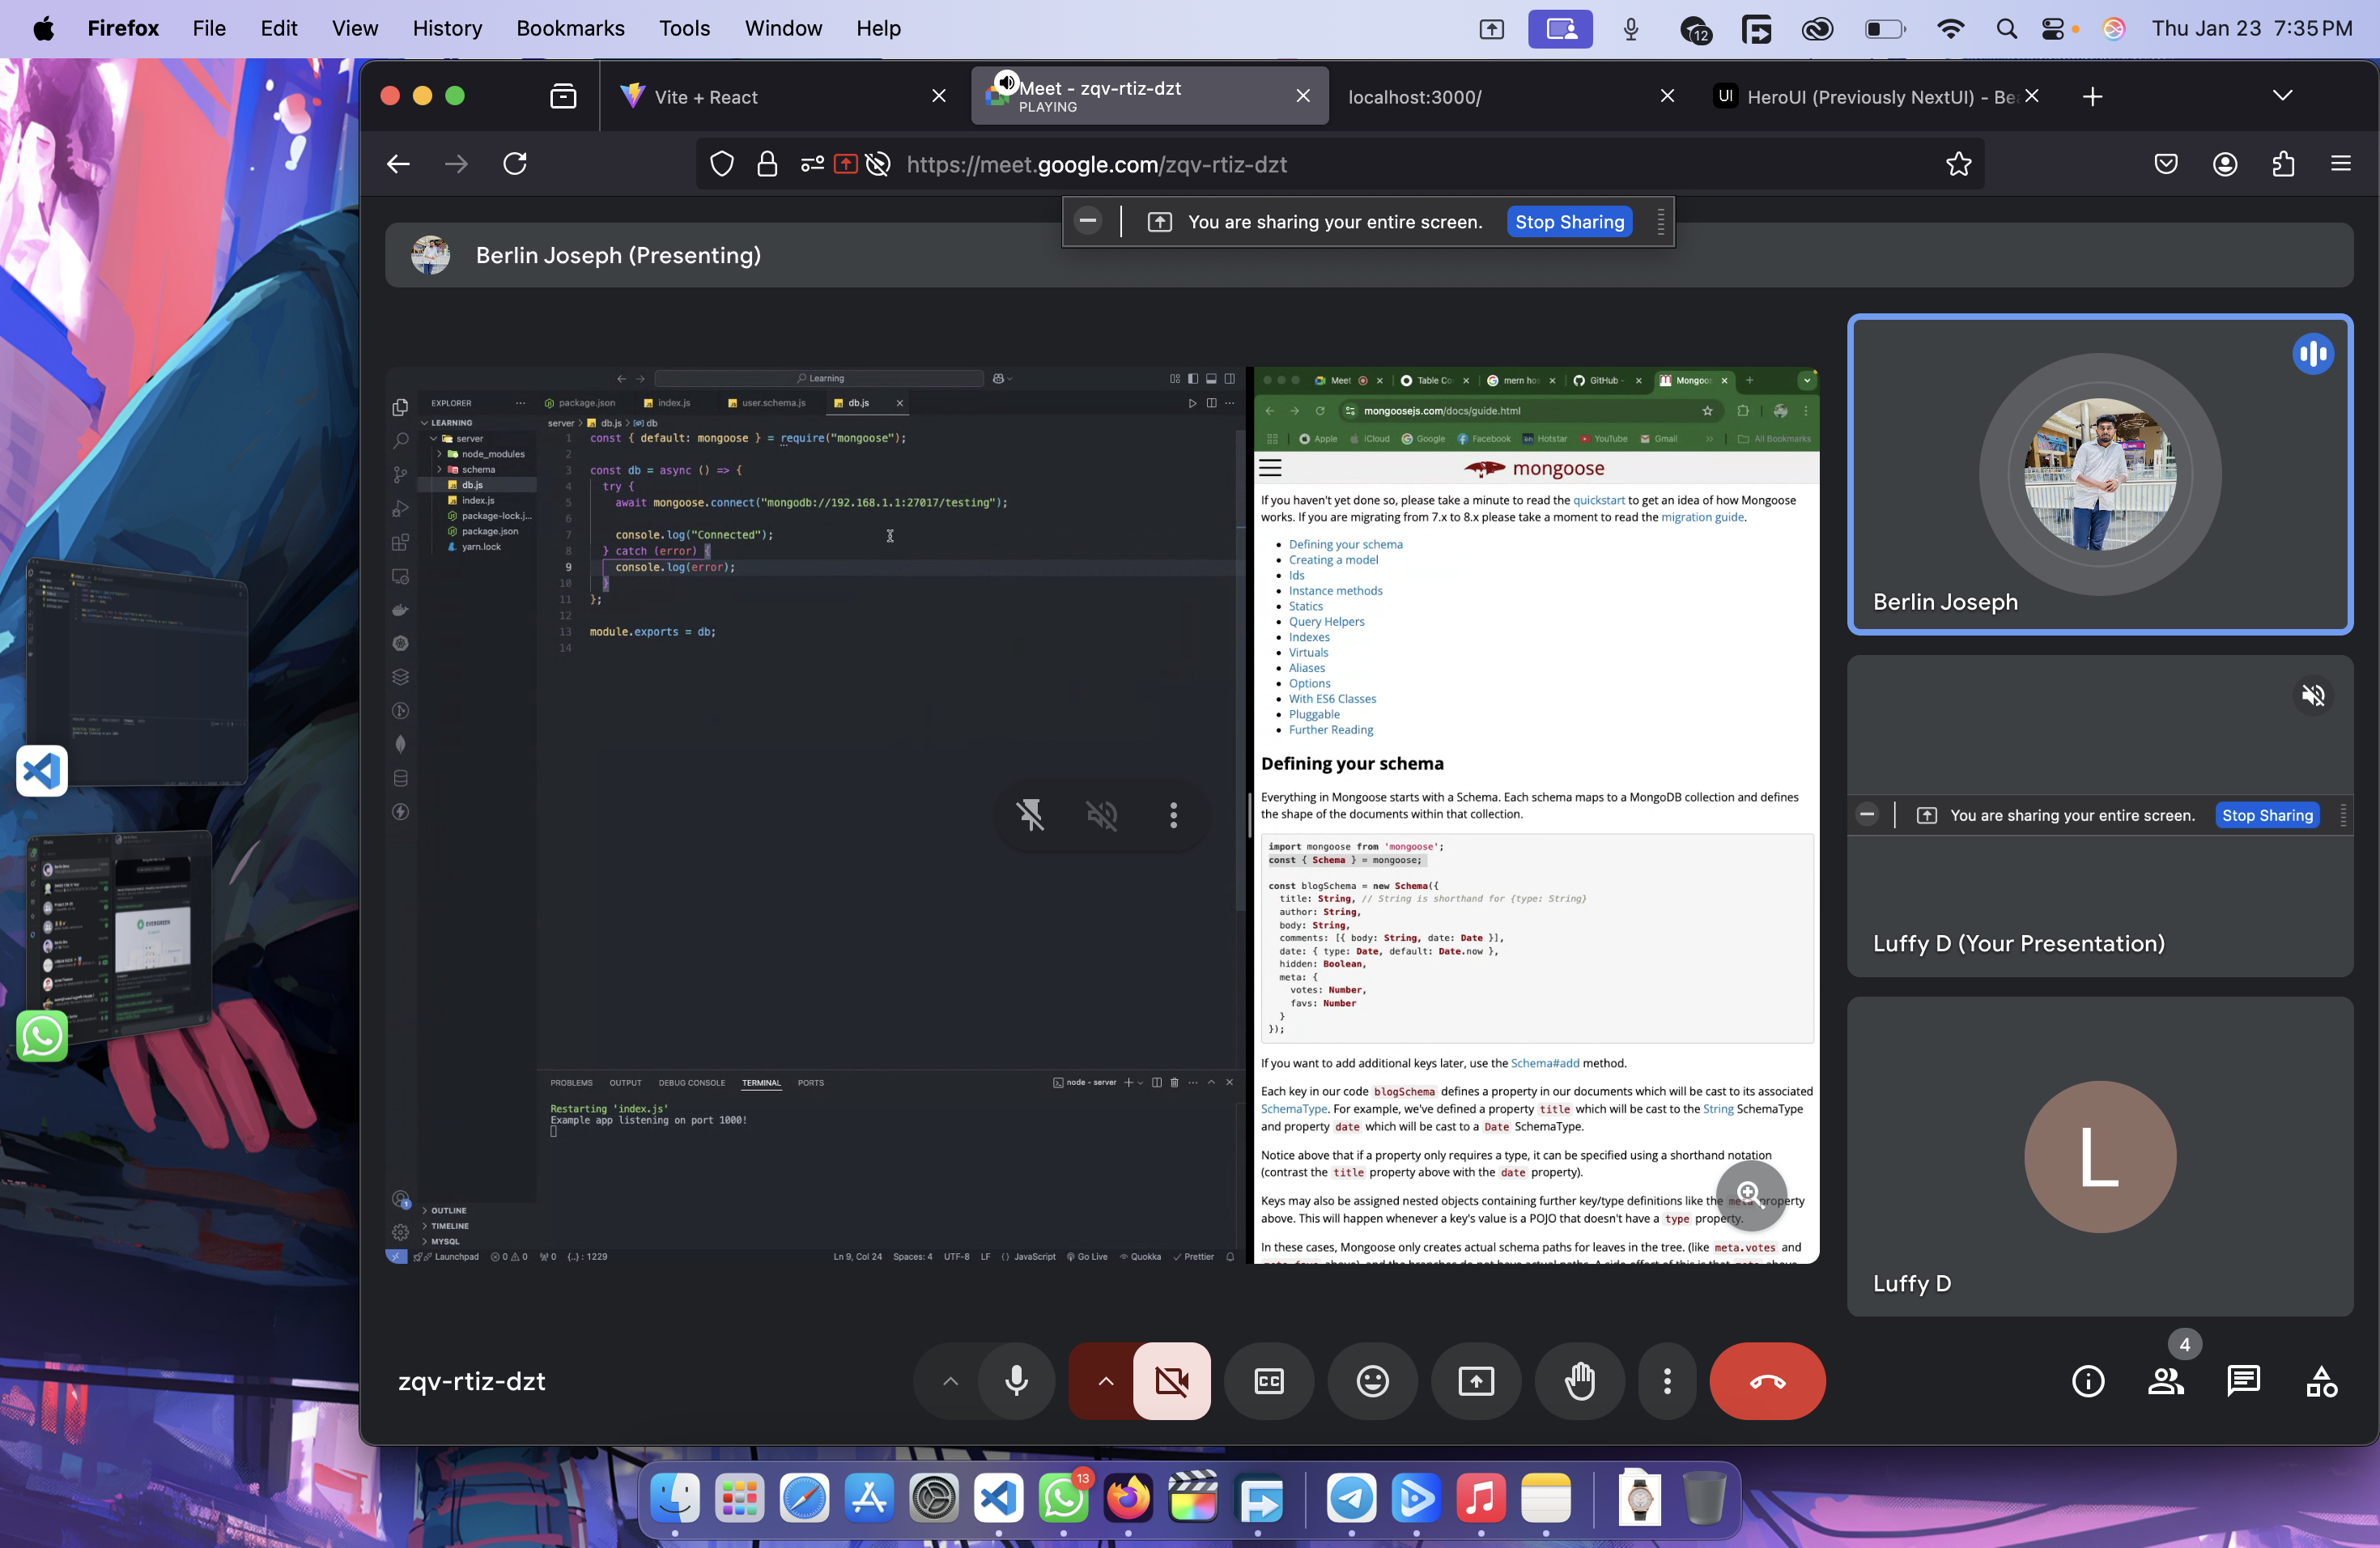 Firefox File Edit View History Bookmarks Tools Window Help
12
Thu Jan 23 7:35 PM
Vite + React
Meet - zqv-rtiz-dzt
PLAYING
localhost:3000/
UI HeroUI (Previously NextUI) - Be
https://meet.google.com/zqv-rtiz-dzt
You are sharing your entire screen. Stop Sharing
Berlin Joseph (Presenting)
Learning
EXPLORER
package.json index.js user.schema.js db.js
LEARNING
server
node_modules
schema
db.js
index.js
package-lock.j...
package.json
yarn.lock
server > db.js > db
1 const { default: mongoose } = require("mongoose");
2
3 const db = async () => {
4 try {
5 await mongoose.connect("mongodb://192.168.1.1:27017/testing");
6
7 console.log("Connected");
8 } catch (error) {
9 console.log(error);
10 }
11 };
12
13 module.exports = db;
14
PROBLEMS OUTPUT DEBUG CONSOLE TERMINAL PORTS
node - server
Restarting 'index.js'
Example app listening on port 1000!
OUTLINE
TIMELINE
MYSQL
Launchpad 0 0 0 {..} : 1229
Ln 9, Col 24 Spaces: 4 UTF-8 LF {} JavaScript Go Live Quokka Prettier
Meet Table Co mern ho GitHub - Mongoo
mongoosejs.com/docs/guide.html
Apple iCloud Google Facebook Hotstar YouTube Gmail » All Bookmarks
mongoose
If you haven't yet done so, please take a minute to read the quickstart to get an idea of how Mongoose
works. If you are migrating from 7.x to 8.x please take a moment to read the migration guide.
Defining your schema
Creating a model
Ids
Instance methods
Statics
Query Helpers
Indexes
Virtuals
Aliases
Options
With ES6 Classes
Pluggable
Further Reading
Defining your schema
Everything in Mongoose starts with a Schema. Each schema maps to a MongoDB collection and defines
the shape of the documents within that collection.
import mongoose from 'mongoose';
const { Schema } = mongoose;
const blogSchema = new Schema({
title: String, // String is shorthand for {type: String}
author: String,
body: String,
comments: [{ body: String, date: Date }],
date: { type: Date, default: Date.now },
hidden: Boolean,
meta: {
votes: Number,
favs: Number
}
});
If you want to add additional keys later, use the Schema#add method.
Each key in our code blogSchema defines a property in our documents which will be cast to its associated
SchemaType. For example, we've defined a property title which will be cast to the String SchemaType
and property date which will be cast to a Date SchemaType.
Notice above that if a property only requires a type, it can be specified using a shorthand notation
(contrast the title property above with the date property).
Keys may also be assigned nested objects containing further key/type definitions like the meta property
above. This will happen whenever a key's value is a POJO that doesn't have a type property.
In these cases, Mongoose only creates actual schema paths for leaves in the tree. (like meta.votes and
Berlin Joseph
You are sharing your entire screen. Stop Sharing
Luffy D (Your Presentation)
L
Luffy D
zqv-rtiz-dzt
CC
4
13